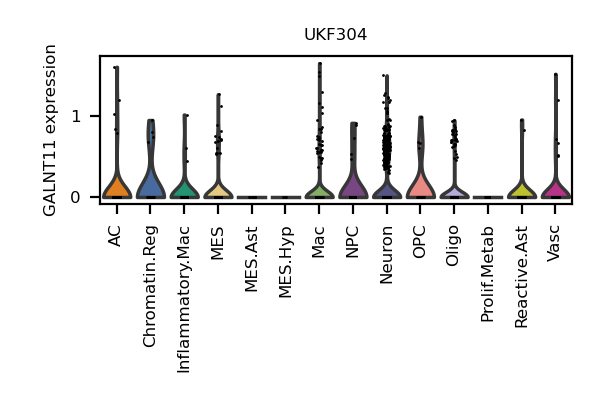 UKF304
GALNT11 expression
1
0
AC
Chromatin.Reg
Inflammatory.Mac
MES
MES.Ast
MES.Hyp
Mac
NPC
Neuron
OPC
Oligo
Prolif.Metab
Reactive.Ast
Vasc